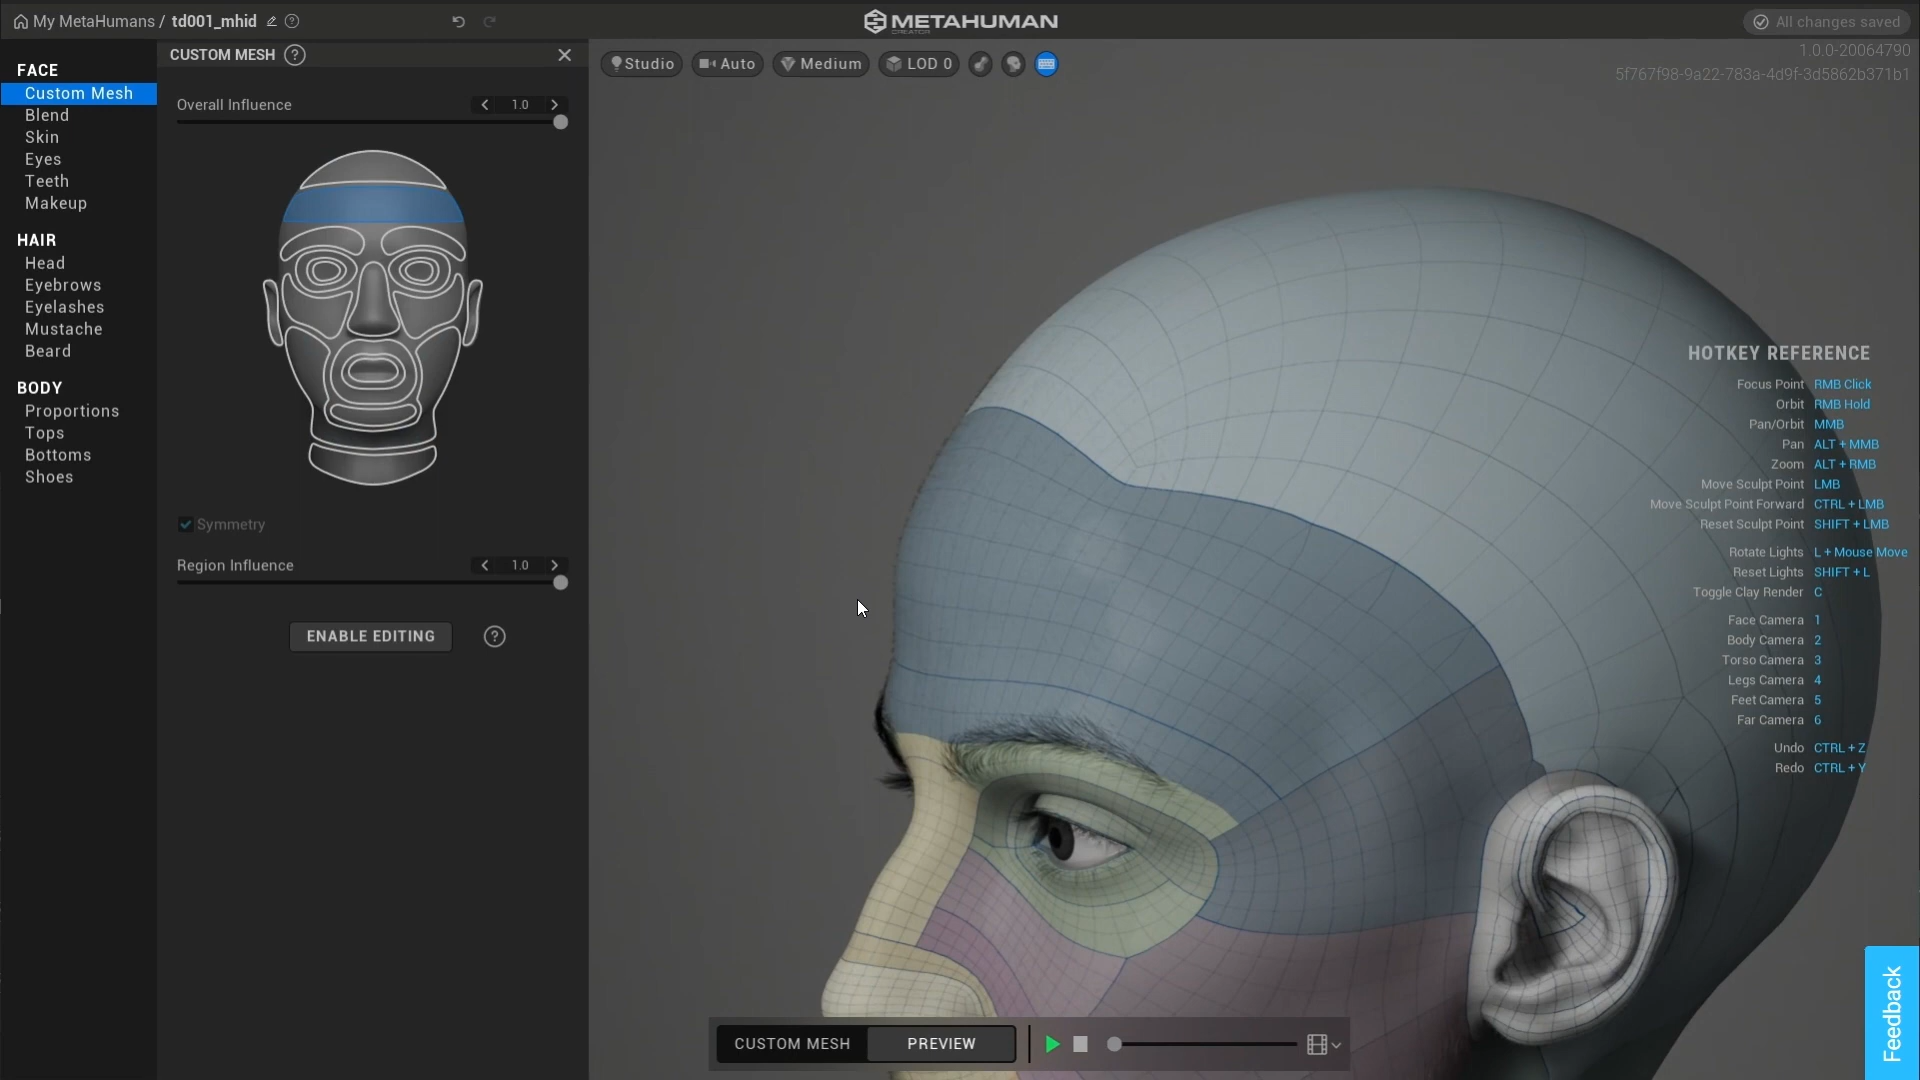 My MetaHumans / td001_mhid
METAHUMAN
CREATOR
All changes saved
1.0.0-20064790
5f767f98-9a22-783a-4d9f-3d5862b371b1
FACE
Custom Mesh
Blend
Skin
Eyes
Teeth
Makeup
HAIR
Head
Eyebrows
Eyelashes
Mustache
Beard
BODY
Proportions
Tops
Bottoms
Shoes
CUSTOM MESH ?
Overall Influence 1.0
Symmetry
Region Influence 1.0
ENABLE EDITING ?
Studio Auto Medium LOD 0
HOTKEY REFERENCE
Focus Point RMB Click
Orbit RMB Hold
Pan/Orbit MMB
Pan ALT + MMB
Zoom ALT + RMB
Move Sculpt Point LMB
Move Sculpt Point Forward CTRL + LMB
Reset Sculpt Point SHIFT + LMB
Rotate Lights L + Mouse Move
Reset Lights SHIFT + L
Toggle Clay Render C
Face Camera 1
Body Camera 2
Torso Camera 3
Legs Camera 4
Feet Camera 5
Far Camera 6
Undo CTRL + Z
Redo CTRL + Y
CUSTOM MESH PREVIEW
Feedback